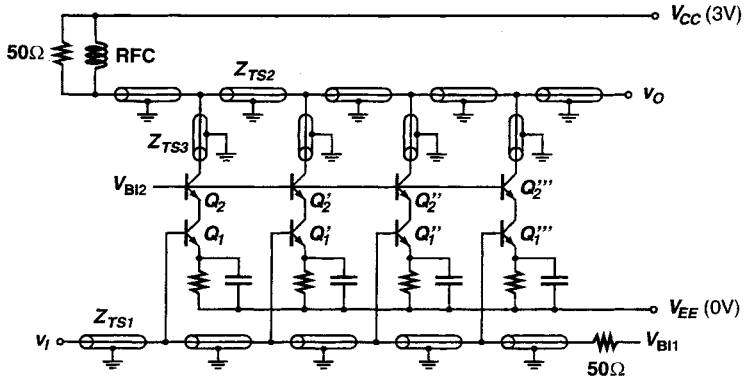 V_CC (3V)
50Ω
RFC
Z_TS2
v_O
Z_TS3
V_BI2
Q_2
Q_2'
Q_2''
Q_2'''
Q_1
Q_1'
Q_1''
Q_1'''
V_EE (0V)
Z_TS1
v_I
V_BI1
50Ω